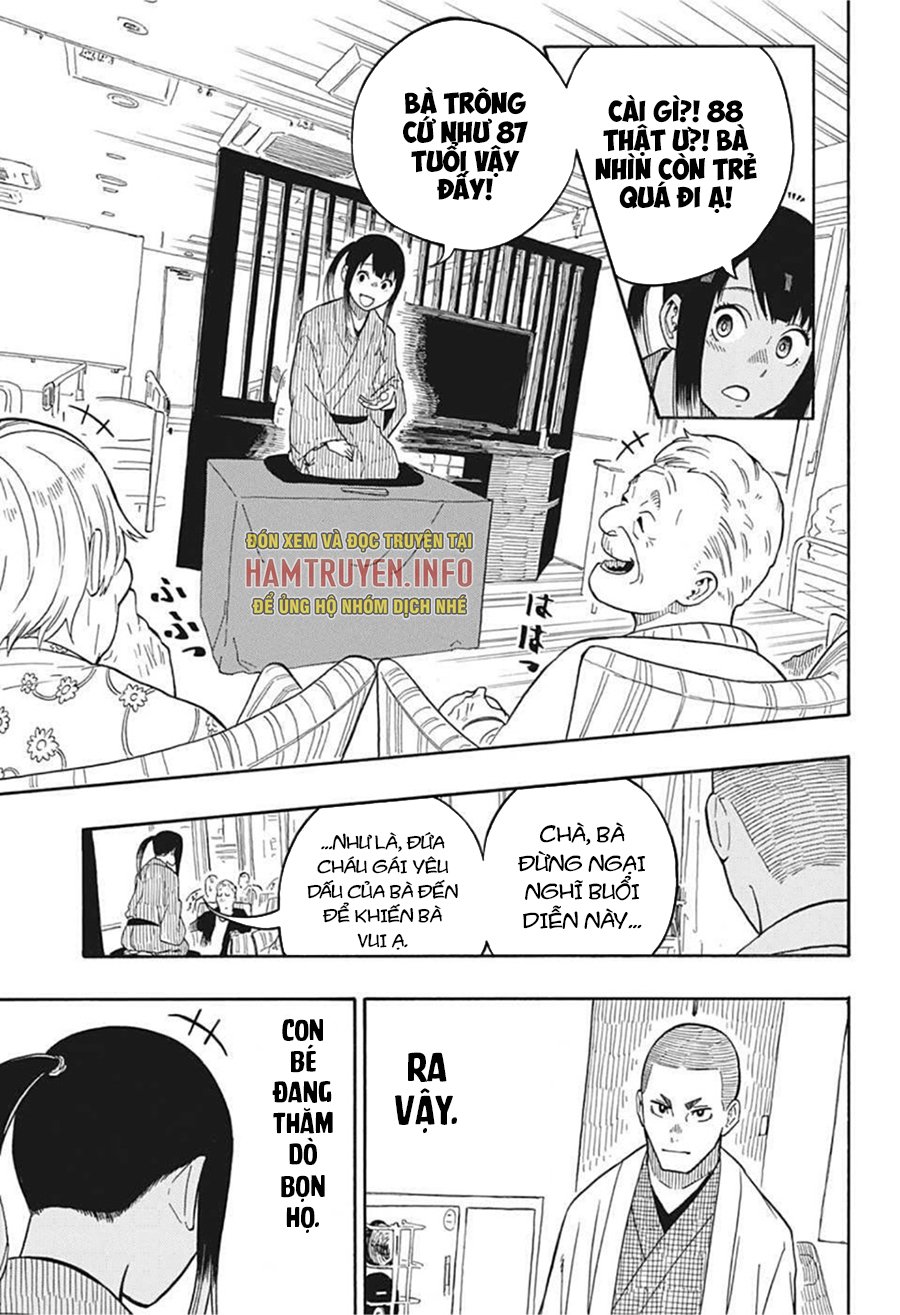 CÀI GÌ?! 88
THẬT Ư?! BÀ
NHÌN CÒN TRẺ
QUÁ ĐI Ạ!
BÀ TRÔNG
CỨ NHƯ 87
TUỔI VẬY
ĐẤY!
ĐÓN XEM VÀ ĐỌC TRUYỆN TẠI
HAMTRUYEN.INFO
ĐỂ ỦNG HỘ NHÓM DỊCH NHÉ
ははは
ふふっ
CHÀ, BÀ
ĐỪNG NGẠI
NGHĨ BUỔI
DIỄN NÀY...
...NHƯ LÀ, ĐỨA
CHÁU GÁI YÊU
DẤU CỦA BÀ ĐẾN
ĐỂ KHIẾN BÀ
VUI Ạ.
RA
VẬY.
CON
BÉ
ĐANG
THĂM
DÒ
BỌN
HỌ.